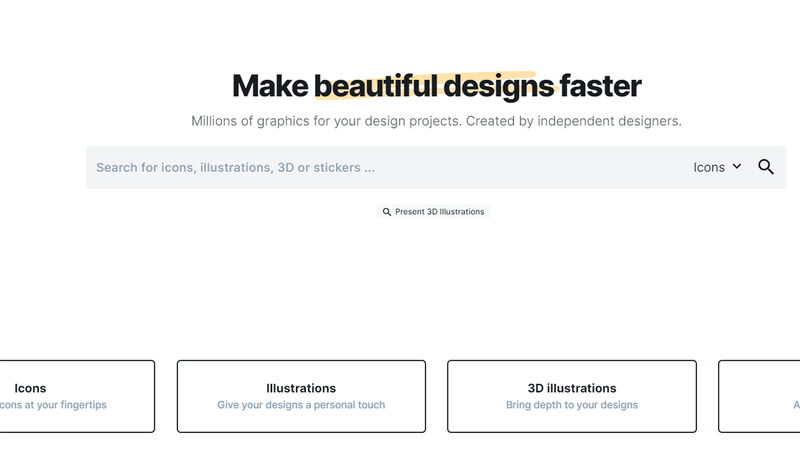 Make beautiful designs faster
Millions of graphics for your design projects. Created by independent designers.
Search for icons, illustrations, 3D or stickers ...
Icons
Present 3D Illustrations
Icons
cons at your fingertips
Illustrations
Give your designs a personal touch
3D illustrations
Bring depth to your designs
A